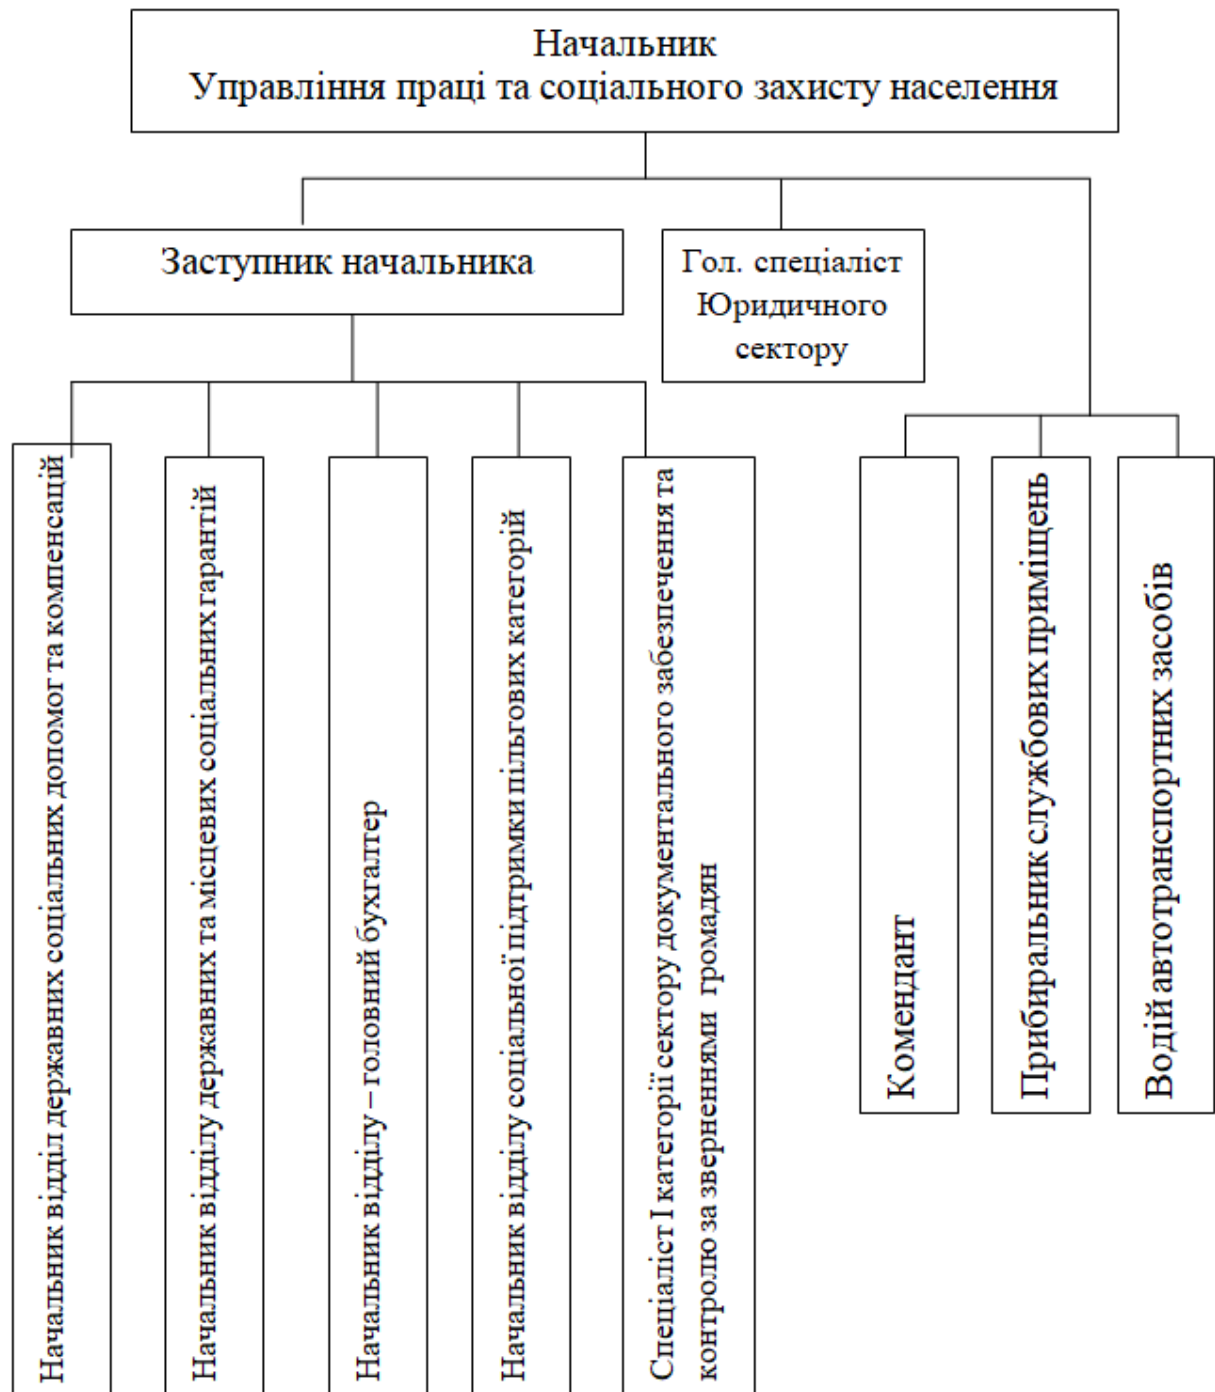 Начальник
Управління праці та соціального захисту населення
Заступник начальника
Гол. спеціаліст
Юридичного
сектору
Начальник відділ державних соціальних допомог та компенсацій
Начальник відділу державних та місцевих соціальних гарантій
Начальник відділу – головний бухгалтер
Начальник відділу соціальної підтримки пільгових категорій
Спеціаліст І категорії сектору документального забезпечення та
контролю за зверненнями громадян
Комендант
Прибиральник службових приміщень
Водій автотранспортних засобів